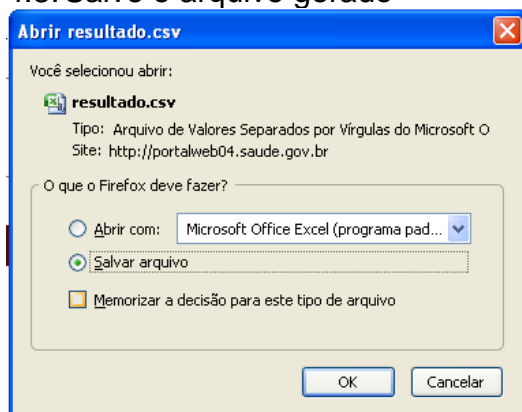 Abrir resultado.csv
Você selecionou abrir:
resultado.csv
Tipo: Arquivo de Valores Separados por Vírgulas do Microsoft O
Site: http://portalweb04.saude.gov.br
O que o Firefox deve fazer?
Abrir com: Microsoft Office Excel (programa pad...
Salvar arquivo
Memorizar a decisão para este tipo de arquivo
OK Cancelar